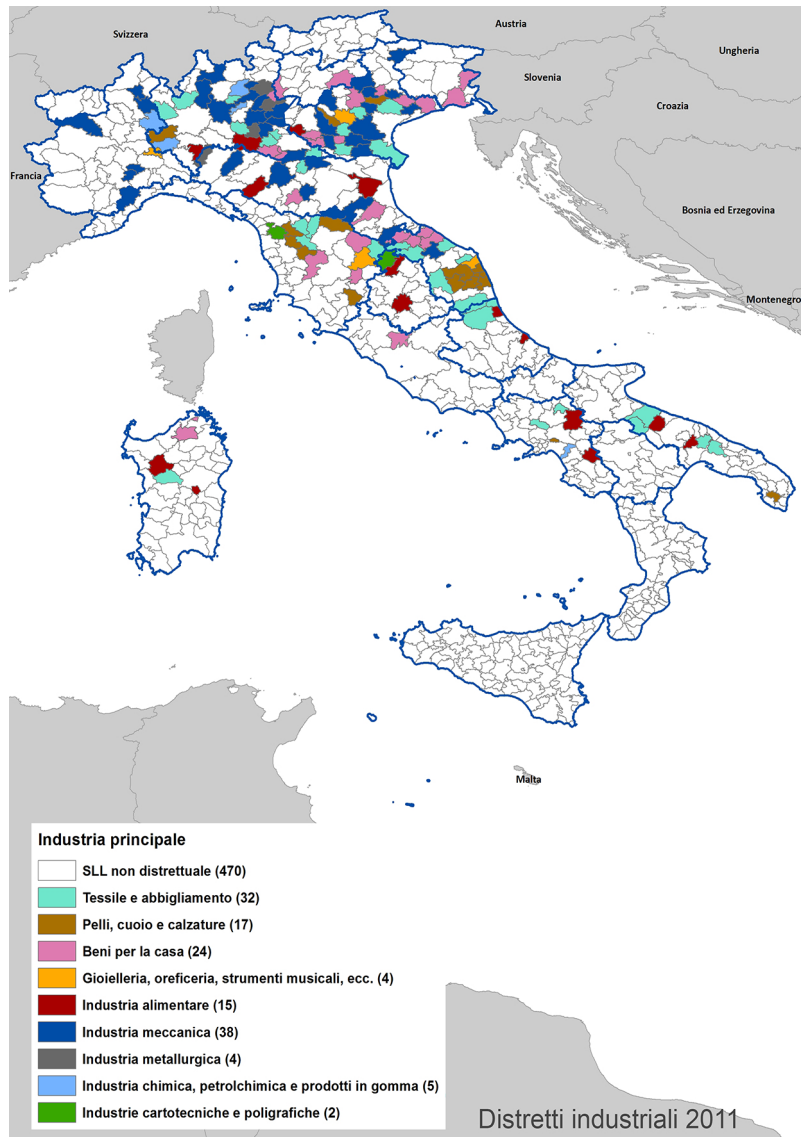 Austria
Svizzera
Ungheria
Slovenia
Croazia
Francia
Bosnia ed Erzegovina
Montenegro
Malta
Industria principale
SLL non distrettuale (470)
Tessile e abbigliamento (32)
Pelli, cuoio e calzature (17)
Beni per la casa (24)
Gioielleria, oreficeria, strumenti musicali, ecc. (4)
Industria alimentare (15)
Industria meccanica (38)
Industria metallurgica (4)
Industria chimica, petrolchimica e prodotti in gomma (5)
Industrie cartotecniche e poligrafiche (2)
Distretti industriali 2011